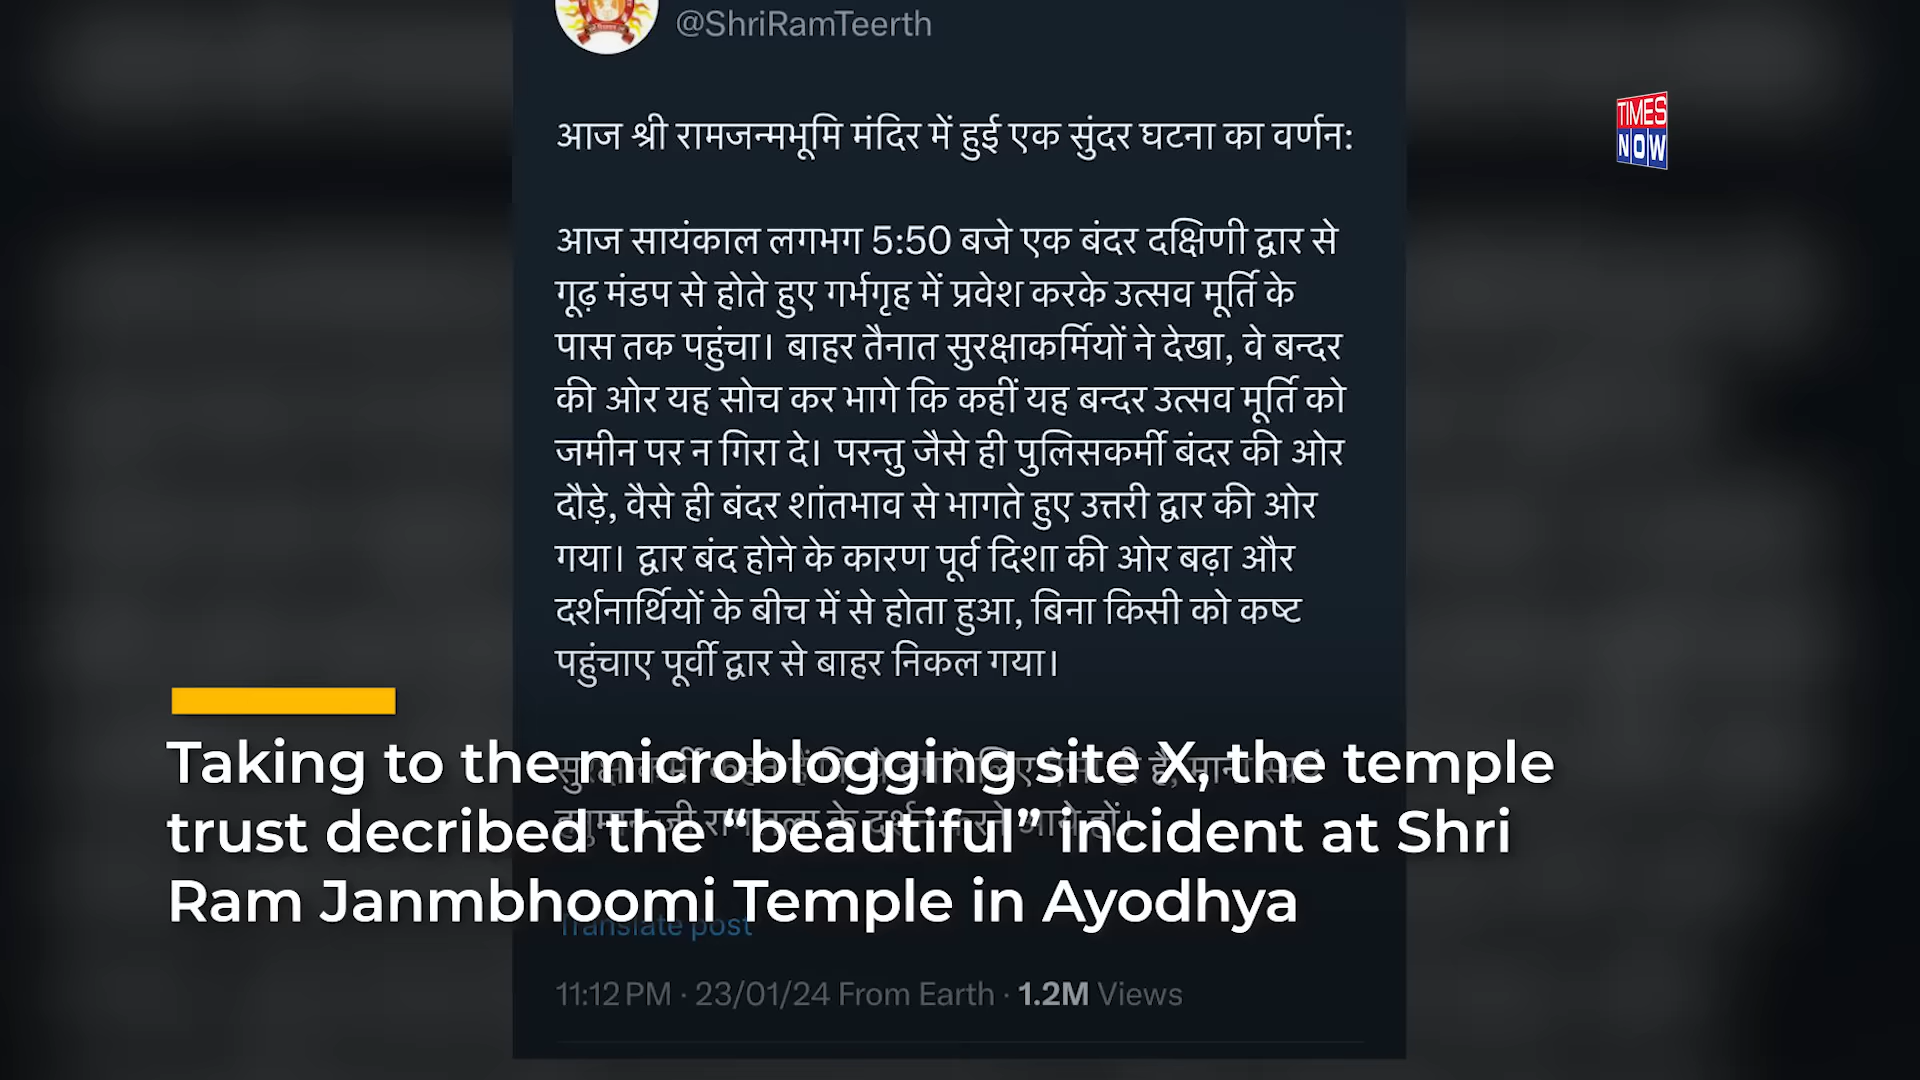 @ShriRamTeerth
TIMES
NOW
आज श्री रामजन्मभूमि मंदिर में हुई एक सुंदर घटना का वर्णन:
आज सायंकाल लगभग 5:50 बजे एक बंदर दक्षिणी द्वार से
गूढ़ मंडप से होते हुए गर्भगृह में प्रवेश करके उत्सव मूर्ति के
पास तक पहुंचा। बाहर तैनात सुरक्षाकर्मियों ने देखा, वे बन्दर
की ओर यह सोच कर भागे कि कहीं यह बन्दर उत्सव मूर्ति को
जमीन पर न गिरा दे। परन्तु जैसे ही पुलिसकर्मी बंदर की ओर
दौड़े, वैसे ही बंदर शांतभाव से भागते हुए उत्तरी द्वार की ओर
गया। द्वार बंद होने के कारण पूर्व दिशा की ओर बढ़ा और
दर्शनार्थियों के बीच में से होता हुआ, बिना किसी को कष्ट
पहुंचाए पूर्वी द्वार से बाहर निकल गया।
Taking to the microblogging site X, the temple
trust decribed the “beautiful” incident at Shri
Ram Janmbhoomi Temple in Ayodhya
Translate post
11:12 PM · 23/01/24 From Earth · 1.2M Views